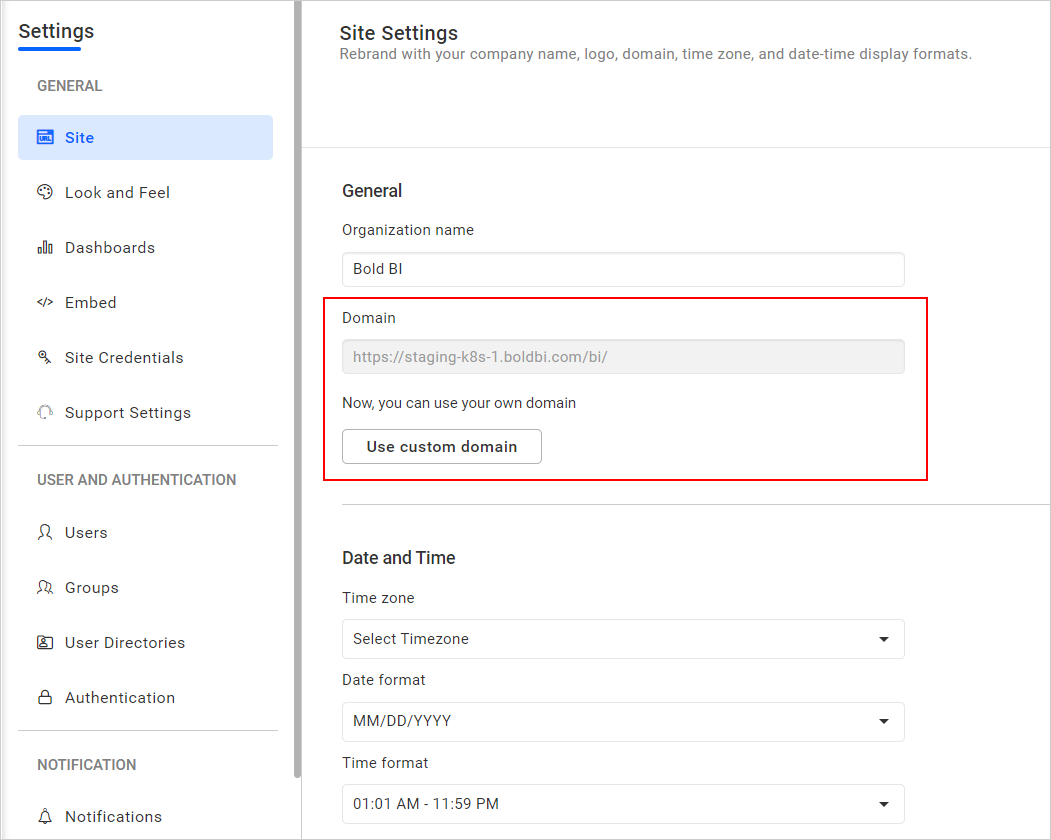 Settings
GENERAL
URL
Site
Look and Feel
Dashboards
Embed
Site Credentials
Support Settings
USER AND AUTHENTICATION
Users
Groups
User Directories
Authentication
NOTIFICATION
Notifications
Site Settings
Rebrand with your company name, logo, domain, time zone, and date-time display formats.
General
Organization name
Bold BI
Domain
https://staging-k8s-1.boldbi.com/bi/
Now, you can use your own domain
Use custom domain
Date and Time
Time zone
Select Timezone
Date format
MM/DD/YYYY
Time format
01:01 AM - 11:59 PM